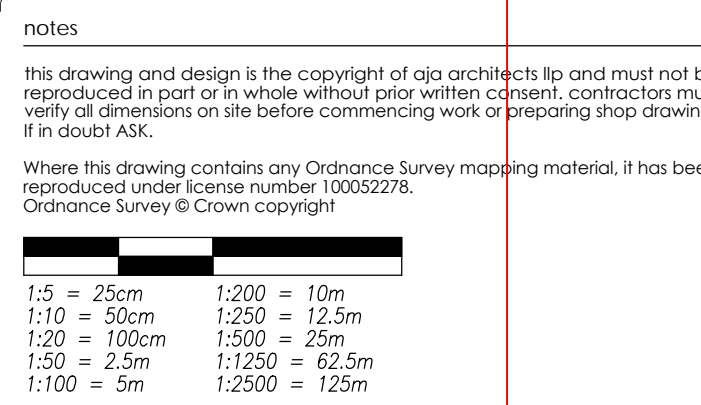 notes
this drawing and design is the copyright of aja architects llp and must not
reproduced in part or in whole without prior written consent. contractors
verify all dimensions on site before commencing work or preparing shop
If in doubt ASK.
Where this drawing contains any Ordnance Survey mapping material, it has
reproduced under license number 100052278.
Ordnance Survey © Crown copyright
1:5 = 25cm
1:10 = 50cm
1:20 = 100cm
1:50 = 2.5m
1:100 = 5m
1:200 = 10m
1:250 = 12.5m
1:500 = 25m
1:1250 = 62.5m
1:2500 = 125m